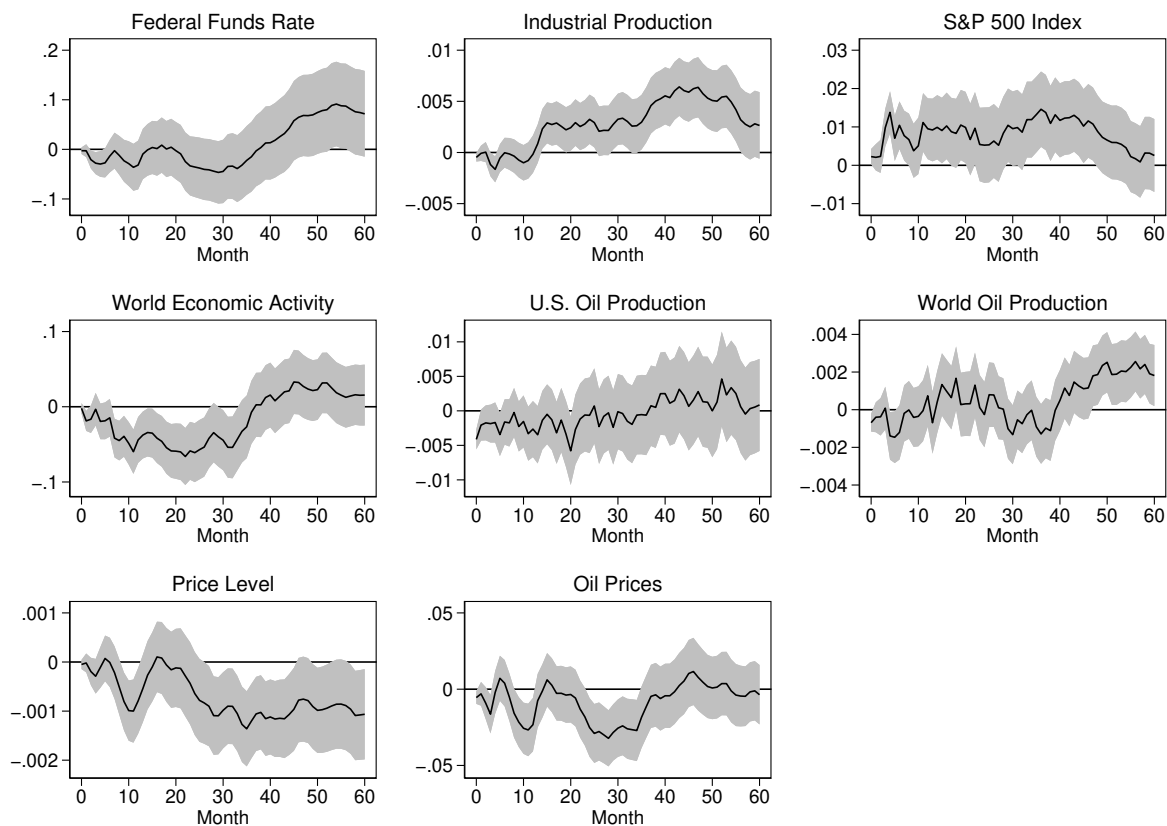 Federal Funds Rate
.2
.1
0
−.1
0 10 20 30 40 50 60
Month
Industrial Production
.01
.005
0
−.005
0 10 20 30 40 50 60
Month
S&P 500 Index
.03
.02
.01
0
−.01
0 10 20 30 40 50 60
Month
World Economic Activity
.1
0
−.1
0 10 20 30 40 50 60
Month
U.S. Oil Production
.01
.005
0
−.005
−.01
0 10 20 30 40 50 60
Month
World Oil Production
.004
.002
0
−.002
−.004
0 10 20 30 40 50 60
Month
Price Level
.001
0
−.001
−.002
0 10 20 30 40 50 60
Month
Oil Prices
.05
0
−.05
0 10 20 30 40 50 60
Month